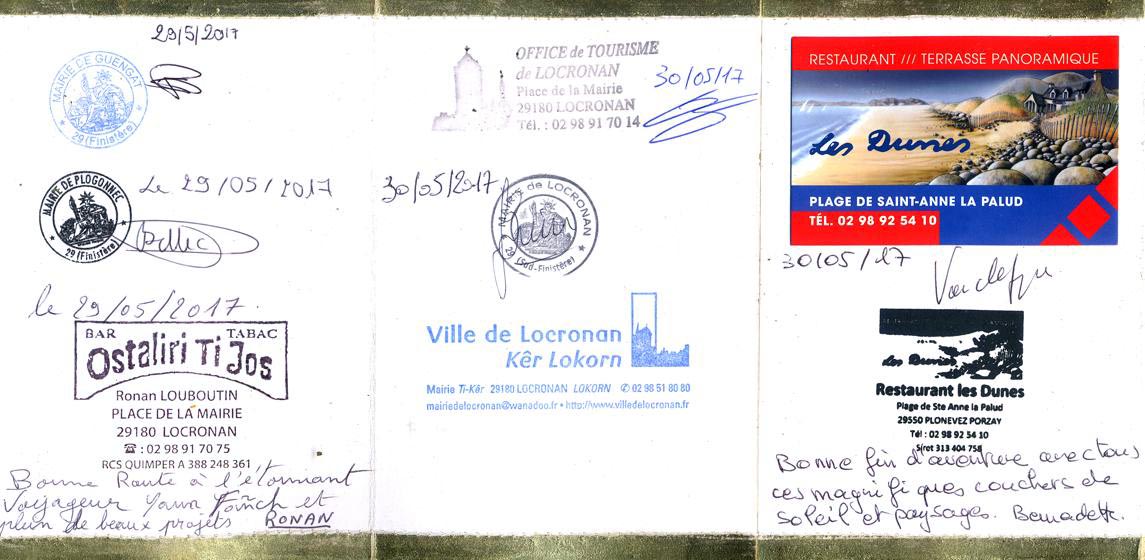 29/5/2017
MAIRIE DE GUENGAT
★ 29 (Finistère) ★
MAIRIE DE PLOGONNEC
★ 29 (Finistère) ★
Le 29/05/2017
le 29/05/2017.
BAR TABAC
Ostaliri Ti Jos
Ronan LOUBOUTIN
PLACE DE LA MAIRIE
29180 LOCRONAN
☎ : 02 98 91 70 75
RCS QUIMPER A 388 248 361
Bonne Route à l'étonnant
Voyageur Yann Fañch et
plein de beaux projets RONAN
OFFICE de TOURISME
de LOCRONAN
Place de la Mairie
29180 LOCRONAN
Tél. : 02 98 91 70 14
30/05/17
30/05/2017
MAIRIE de LOCRONAN
★ 29 (Sud-Finistère) ★
Ville de Locronan
Kêr Lokorn
Mairie Ti-Kêr 29180 LOCRONAN LOKORN ✆ 02 98 51 80 80
mairiedelocronan@wanadoo.fr • http://www.villedelocronan.fr
RESTAURANT /// TERRASSE PANORAMIQUE
Les Dunes
PLAGE DE SAINT-ANNE LA PALUD
TÉL. 02 98 92 54 10
30/05/17
Les Dunes
Restaurant les Dunes
Plage de Ste Anne la Palud
29550 PLONEVEZ PORZAY
Tél : 02 98 92 54 10
Siret 313 404 758
Bonne fin d'aventure avec tous
ces magnifiques couchers de
soleil et paysages. Bernadette.